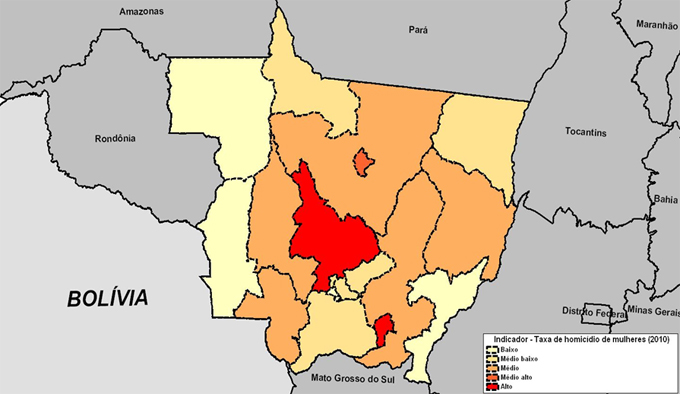 Amazonas
Pará
Maranhão
Rondônia
Tocantins
Bahia
BOLÍVIA
Distrito Federal
Minas Gerais
Mato Grosso do Sul
Indicador - Taxa de homicídio de mulheres (2010)
Baixo
Médio baixo
Médio
Médio alto
Alto